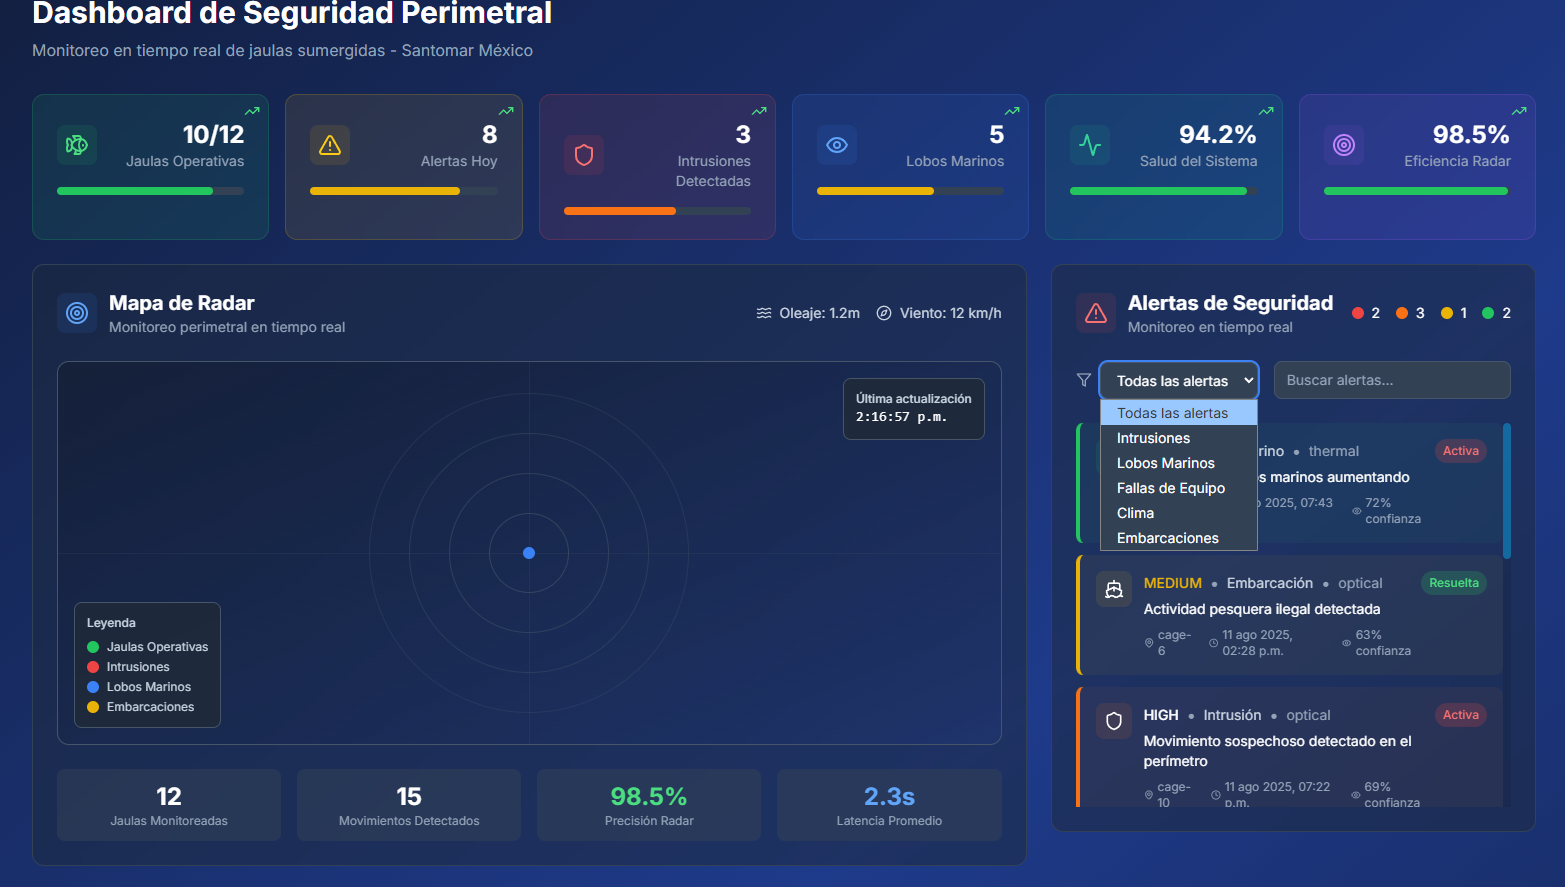 Dashboard de Seguridad Perimetral
Monitoreo en tiempo real de jaulas sumergidas - Santomar México
10/12
Jaulas Operativas
8
Alertas Hoy
3
Intrusiones
Detectadas
5
Lobos Marinos
94.2%
Salud del Sistema
98.5%
Eficiencia Radar
Mapa de Radar
Monitoreo perimetral en tiempo real
Oleaje: 1.2m
Viento: 12 km/h
Última actualización
2:16:57 p.m.
Leyenda
Jaulas Operativas
Intrusiones
Lobos Marinos
Embarcaciones
12
Jaulas Monitoreadas
15
Movimientos Detectados
98.5%
Precisión Radar
2.3s
Latencia Promedio
Alertas de Seguridad
Monitoreo en tiempo real
2 3 1 2
Todas las alertas
Buscar alertas...
Todas las alertas
Intrusiones
Lobos Marinos
Fallas de Equipo
Clima
Embarcaciones
rino • thermal
Activa
s marinos aumentando
2025, 07:43
72%
confianza
MEDIUM • Embarcación • optical
Resuelta
Actividad pesquera ilegal detectada
cage-
6
11 ago 2025,
02:28 p.m.
63%
confianza
HIGH • Intrusión • optical
Activa
Movimiento sospechoso detectado en el
perímetro
cage-
10
11 ago 2025, 07:22
p.m.
69%
confianza